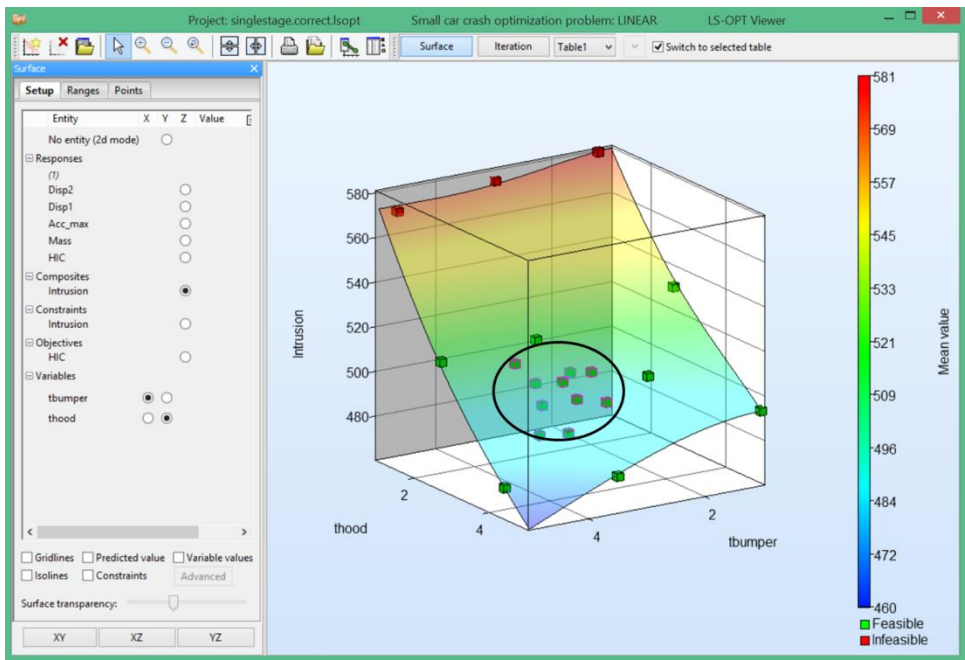 Project: singlestage.correct.lsopt Small car crash optimization problem: LINEAR LS-OPT Viewer
Surface Iteration Table1 Switch to selected table
Surface
Setup Ranges Points
Entity X Y Z Value
No entity (2d mode)
Responses
(1)
Disp2
Disp1
Acc_max
Mass
HIC
Composites
Intrusion
Constraints
Intrusion
Objectives
HIC
Variables
tbumper
thood
Gridlines Predicted value Variable values
Isolines Constraints Advanced
Surface transparency:
XY XZ YZ
Intrusion
580
560
540
520
500
480
2
4
thood
4
2
tbumper
581
569
557
545
533
521
509
496
484
472
460
Mean value
Feasible
Infeasible